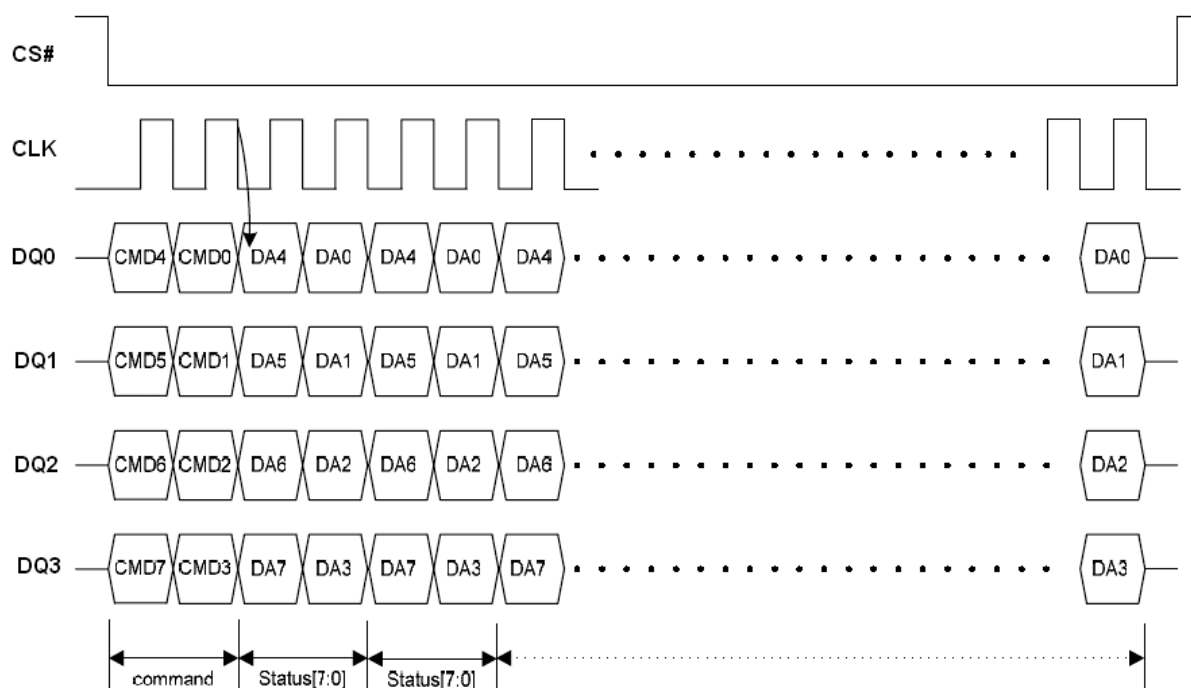 CS#
CLK
DQ0 CMD4 CMD0 DA4 DA0 DA4 DA0 DA4 DA0
DQ1 CMD5 CMD1 DA5 DA1 DA5 DA1 DA5 DA1
DQ2 CMD6 CMD2 DA6 DA2 DA6 DA2 DA6 DA2
DQ3 CMD7 CMD3 DA7 DA3 DA7 DA3 DA7 DA3
command Status[7:0] Status[7:0]